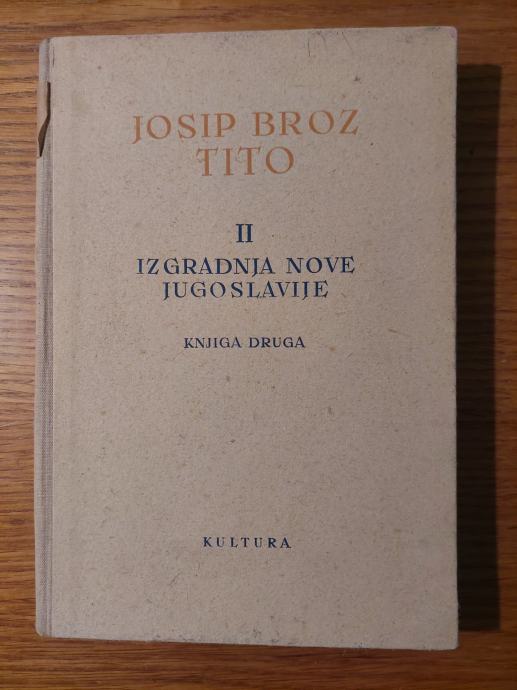 JOSIP BROZ
TITO
II
IZGRADNJA NOVE
JUGOSLAVIJE
KNJIGA DRUGA
KULTURA